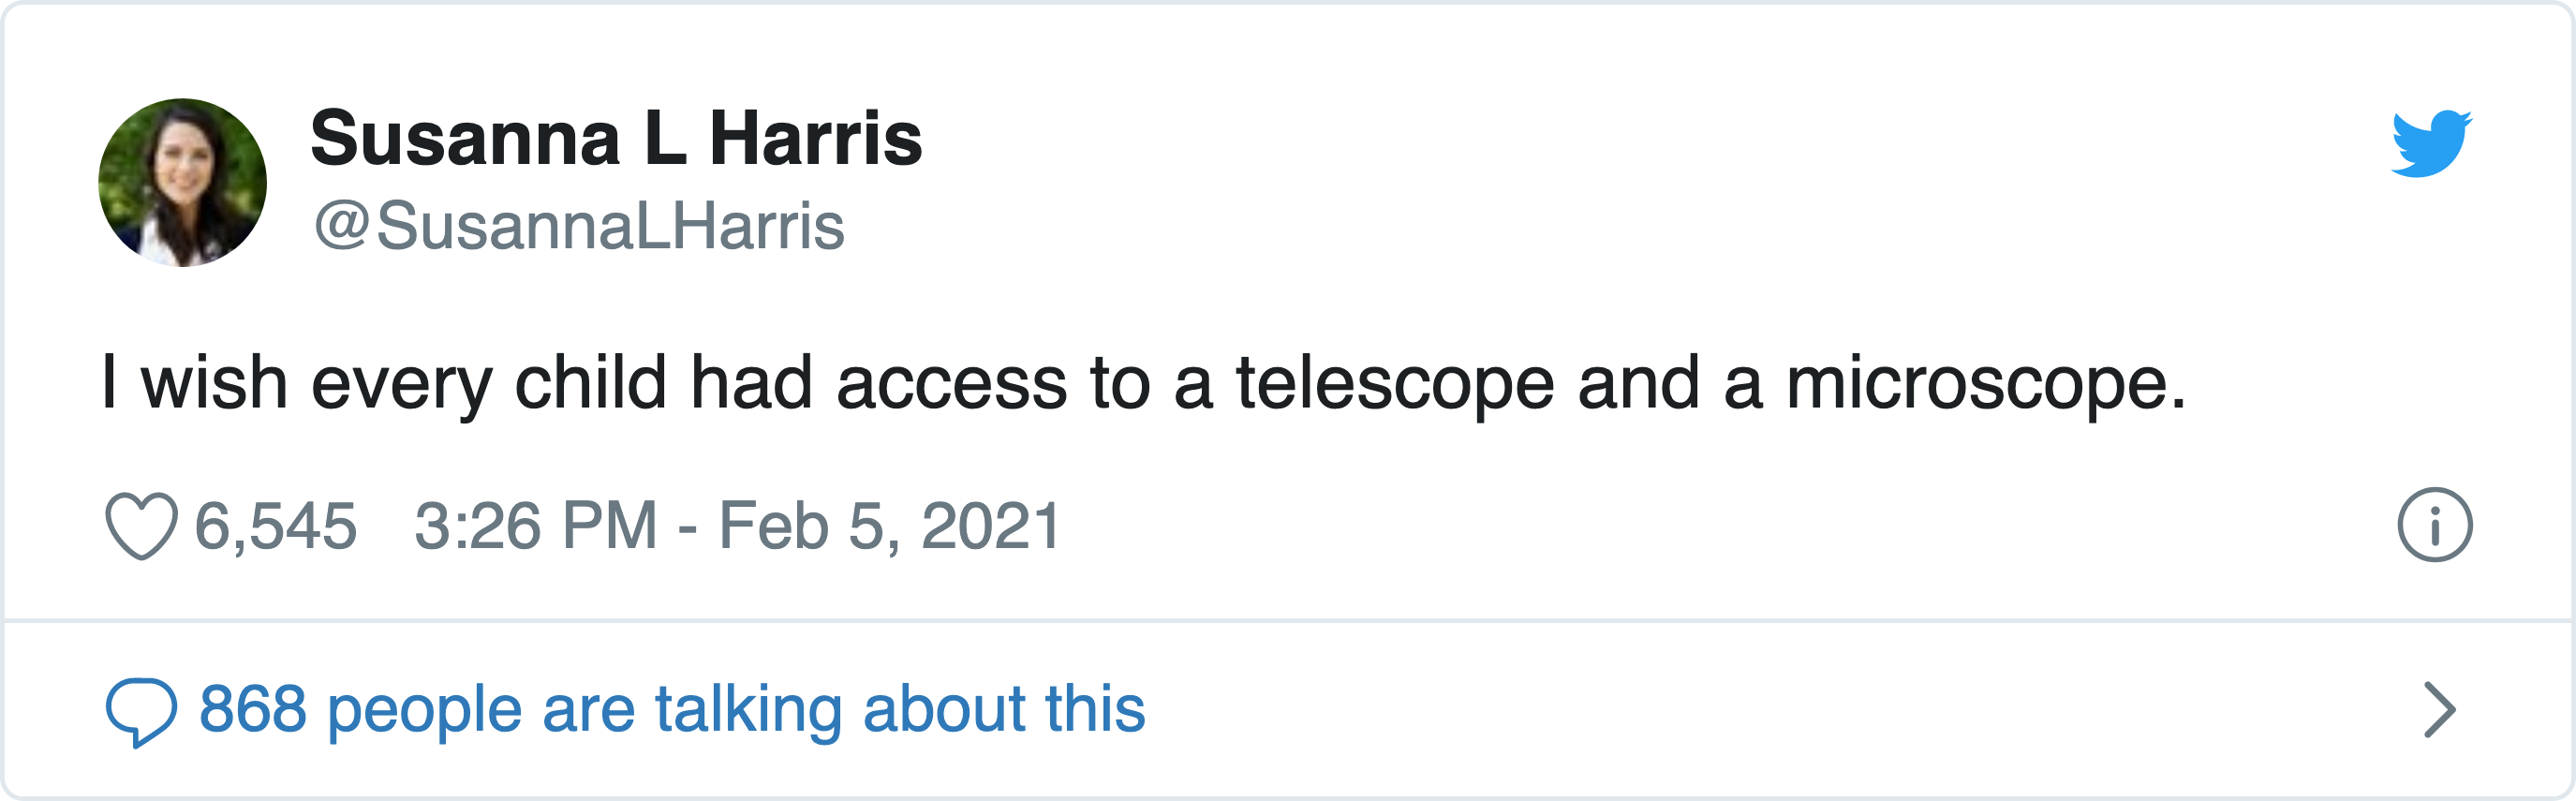 Susanna L Harris
@SusannaLHarris
I wish every child had access to a telescope and a microscope.
6,545 3:26 PM - Feb 5, 2021
868 people are talking about this